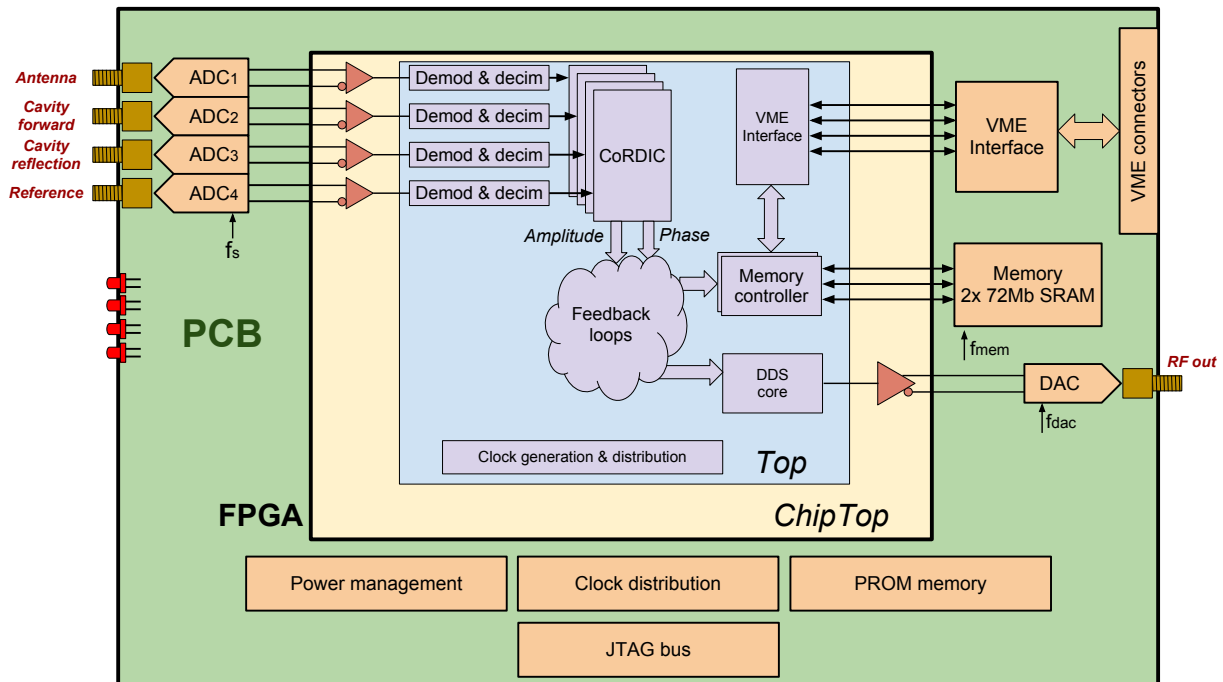 Antenna
Cavity
forward
Cavity
reflection
Reference
ADC1
ADC2
ADC3
ADC4
fs
PCB
Demod & decim
Demod & decim
Demod & decim
Demod & decim
CoRDIC
Amplitude
Phase
Feedback
loops
VME
Interface
Memory
controller
DDS
core
Clock generation & distribution
Top
FPGA
ChipTop
VME
Interface
VME connectors
Memory
2x 72Mb SRAM
fmem
DAC
fdac
RF out
Power management
Clock distribution
PROM memory
JTAG bus